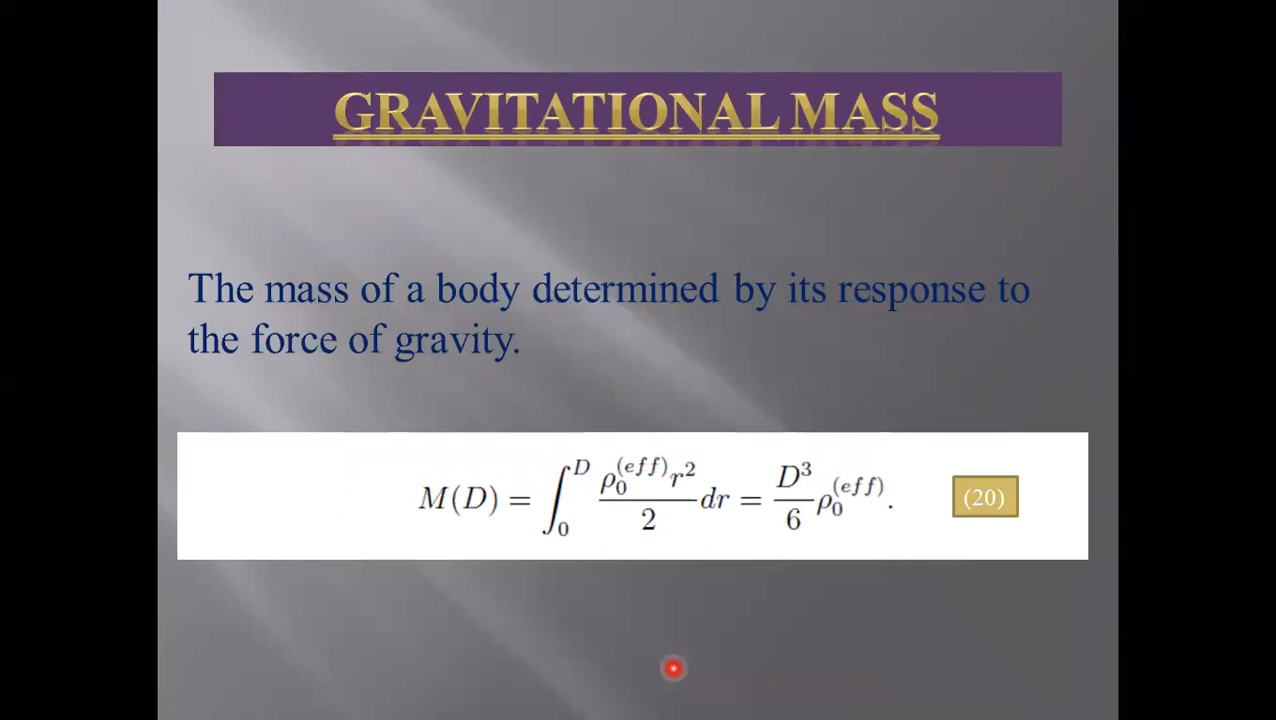 GRAVITATIONAL MASS
The mass of a body determined by its response to
the force of gravity.
M(D) = ∫₀ᴰ ρ₀^(eff) r² / 2 dr = D³/6 ρ₀^(eff). (20)